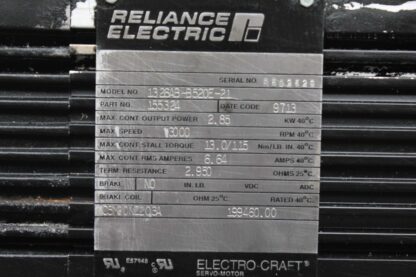 RELIANCE
ELECTRIC
SERIAL NO.
MODEL NO. 1326AB-B520E-21
PART NO. 155324 DATE CODE 9713
MAX. CONT. OUTPUT POWER 2.85 KW 40°C
MAX. SPEED 3000 RPM 40°C
MAX. CONT. STALL TORQUE 13.0/115 Nm/LB. IN. 40°C
MAX. CONT. RMS AMPERES 6.64 AMPS 40°C
TERM. RESISTANCE 2.950 OHMS 25°C
BRAKE NO IN. LB. VDC ADC
BRAKE COIL OHM 25°C RATED 40°C
199460.00
E57948
ELECTRO-CRAFT®
SERVO-MOTOR